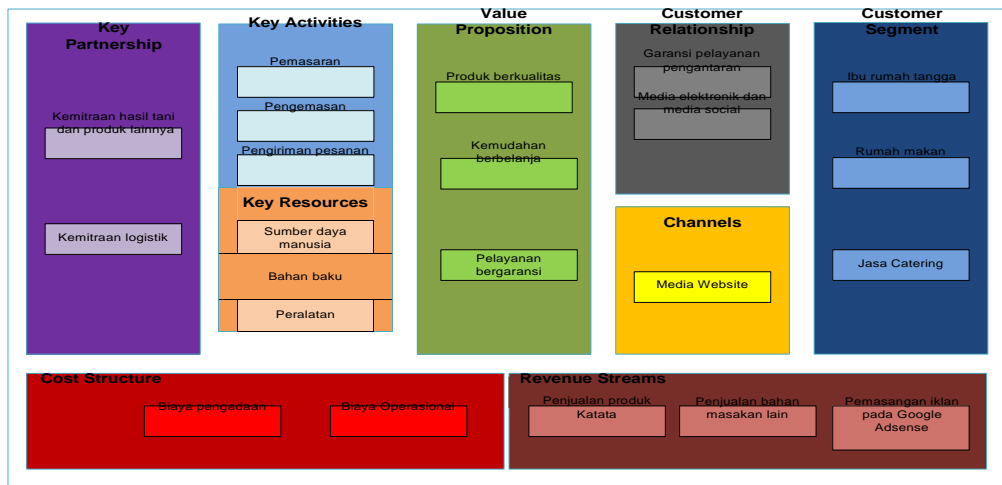 Key
Partnership
Kemitraan hasil tani
dan produk lainnya
Kemitraan logistik
Key Activities
Pemasaran
Pengemasan
Pengiriman pesanan
Key Resources
Sumber daya
manusia
Bahan baku
Peralatan
Value
Proposition
Produk berkualitas
Kemudahan
berbelanja
Pelayanan
bergaransi
Customer
Relationship
Garansi pelayanan
pengantaran
Media elektronik dan
media social
Channels
Media Website
Customer
Segment
Ibu rumah tangga
Rumah makan
Jasa Catering
Cost Structure
Biaya pengadaan
Biaya Operasional
Revenue Streams
Penjualan produk
Katata
Penjualan bahan
masakan lain
Pemasangan iklan
pada Google
Adsense